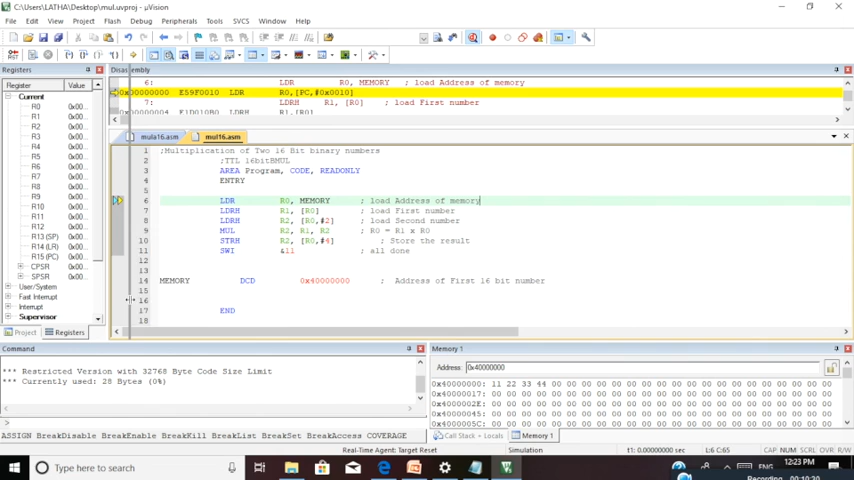 C:\Users\LATHA\Desktop\mul.uvproj - µVision
File Edit View Project Flash Debug Peripherals Tools SVCS Window Help
Registers
Register Value
Current
R0 0x00...
R1 0x00...
R2 0x00...
R3 0x00...
R4 0x00...
R5 0x00...
R6 0x00...
R7 0x00...
R8 0x00...
R9 0x00...
R10 0x00...
R11 0x00...
R12 0x00...
R13 (SP) 0x00...
R14 (LR) 0x00...
R15 (PC) 0x00...
CPSR 0x00...
SPSR 0x00...
User/System
Fast Interrupt
Interrupt
Supervisor
Project Registers
Disassembly
6: LDR R0, MEMORY ; load Address of memory
0x00000000 E59F0010 LDR R0,[PC,#0x0010]
7: LDRH R1, [R0] ; load First number
0x00000004 E1D010B0 LDRH R1,[R0]
mula16.asm mul16.asm
1 ;Multiplication of Two 16 Bit binary numbers
2 ;TTL 16bitBMUL
3 AREA Program, CODE, READONLY
4 ENTRY
5
6 LDR R0, MEMORY ; load Address of memory
7 LDRH R1, [R0] ; load First number
8 LDRH R2, [R0,#2] ; load Second number
9 MUL R2, R1, R2 ; R0 = R1 x R0
10 STRH R2, [R0,#4] ; Store the result
11 SWI &11 ; all done
12
13
14 MEMORY DCD 0x40000000 ; Address of First 16 bit number
15
16
17 END
18
Command
*** Restricted Version with 32768 Byte Code Size Limit
*** Currently used: 28 Bytes (0%)
>
ASSIGN BreakDisable BreakEnable BreakKill BreakList BreakSet BreakAccess COVERAGE
Memory 1
Address: 0x40000000
0x40000000: 11 22 33 44 00 00 00 00 00 00 00 00 00 00 00 00 00 00 00 00 00 00 00
0x40000017: 00 00 00 00 00 00 00 00 00 00 00 00 00 00 00 00 00 00 00 00 00 00 00
0x4000002E: 00 00 00 00 00 00 00 00 00 00 00 00 00 00 00 00 00 00 00 00 00 00 00
0x40000045: 00 00 00 00 00 00 00 00 00 00 00 00 00 00 00 00 00 00 00 00 00 00 00
0x4000005C: 00 00 00 00 00 00 00 00 00 00 00 00 00 00 00 00 00 00 00 00 00 00 00
Call Stack + Locals Memory 1
Real-Time Agent: Target Reset Simulation t1: 0.00000000 sec L:6 C:65 CAP NUM SCRL OVR R/W
Type here to search
ENG
12:23 PM
Recording 00:10:30